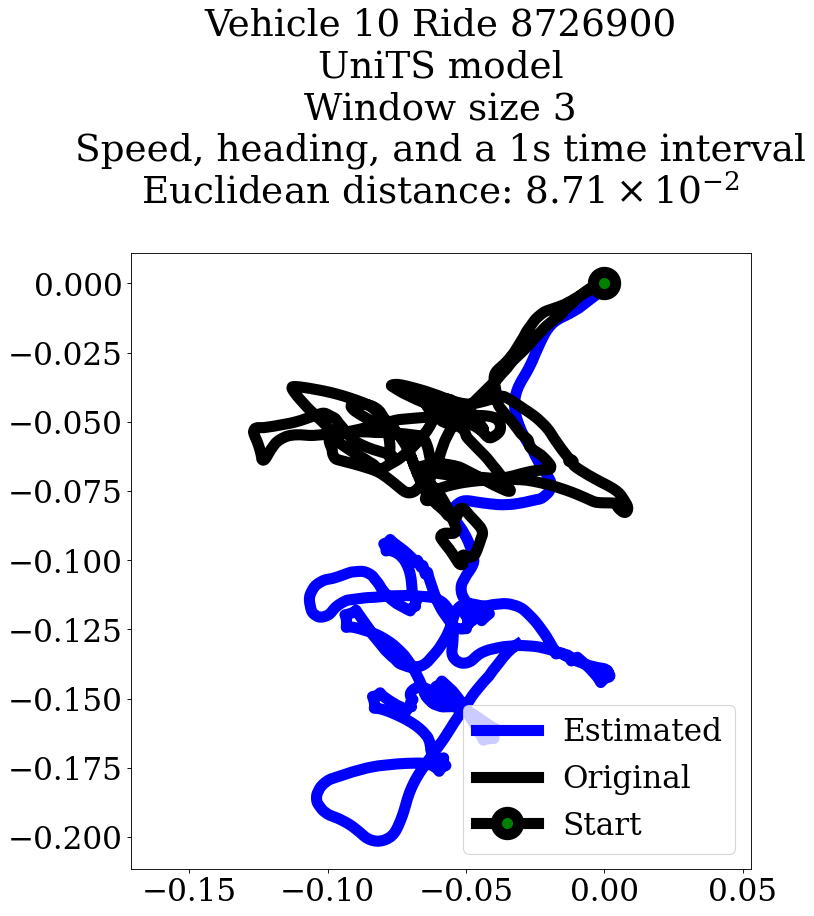 Vehicle 10 Ride 8726900
UniTS model
Window size 3
Speed, heading, and a 1s time interval
Euclidean distance: 8.71 × 10⁻²
0.000
−0.025
−0.050
−0.075
−0.100
−0.125
−0.150
−0.175
−0.200
Estimated
Original
Start
−0.15 −0.10 −0.05 0.00 0.05